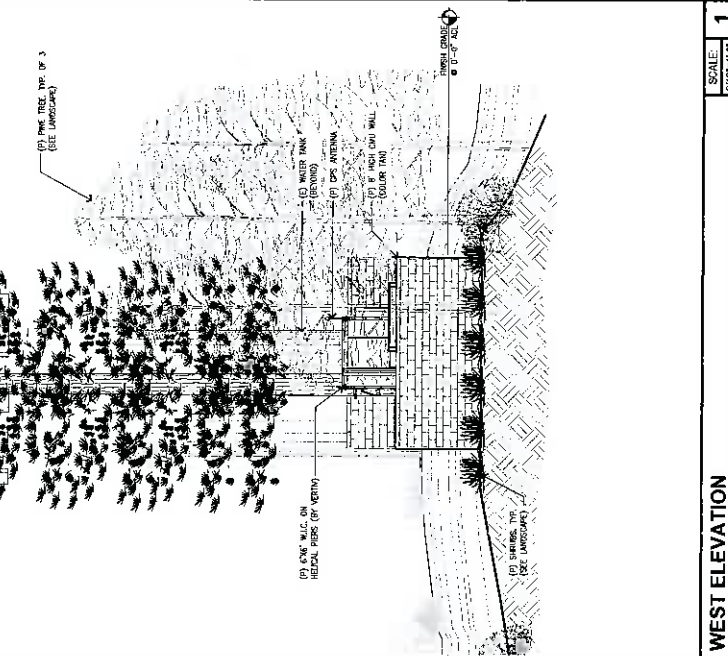 (P) PINE TREE, TYP. OF 3
(SEE LANDSCAPE)
(E) WATER TANK
(BEYOND)
(P) GPS ANTENNA
(P) 8' HIGH CMU WALL
(COLOR TAN)
FINISH GRADE
@ 0'-0" AGL
(P) 6'X6' W.I.C. ON
HELICAL PIERS (BY VERTIV)
(P) SHRUBS, TYP.
(SEE LANDSCAPE)
WEST ELEVATION
SCALE:
1